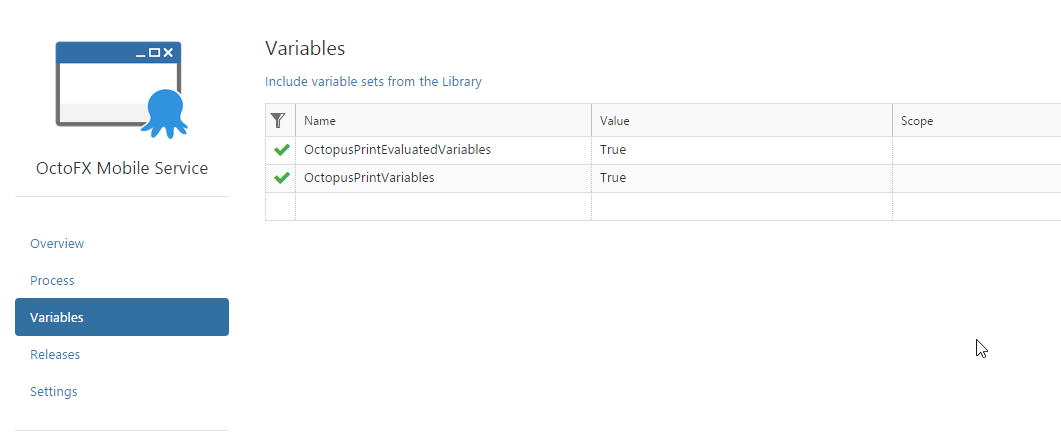 OctoFX Mobile Service
Overview
Process
Variables
Releases
Settings
Variables
Include variable sets from the Library
Name Value Scope
OctopusPrintEvaluatedVariables True
OctopusPrintVariables True